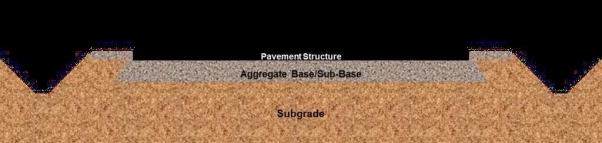 Pavement Structure
Aggregate Base/Sub-Base
Subgrade